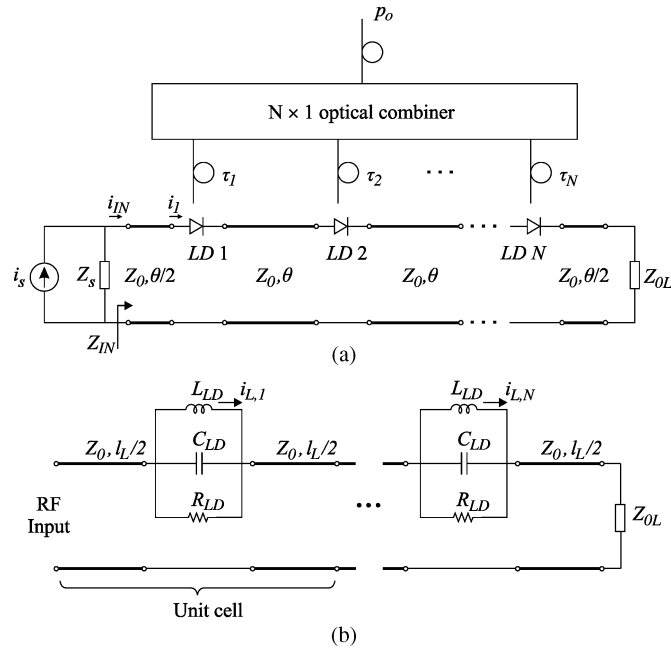 p_o
N × 1 optical combiner
τ_1 τ_2 · · · τ_N
i_IN i_1
LD 1 LD 2 · · · LD N
i_s Z_s Z_0,θ/2 Z_0,θ Z_0,θ Z_0,θ/2 Z_0L
Z_IN · · ·
(a)
L_LD i_L,1 L_LD i_L,N
Z_0, l_L/2 C_LD Z_0, l_L/2 C_LD Z_0, l_L/2
R_LD R_LD
RF
Input
• • •
Z_0L
Unit cell
(b)